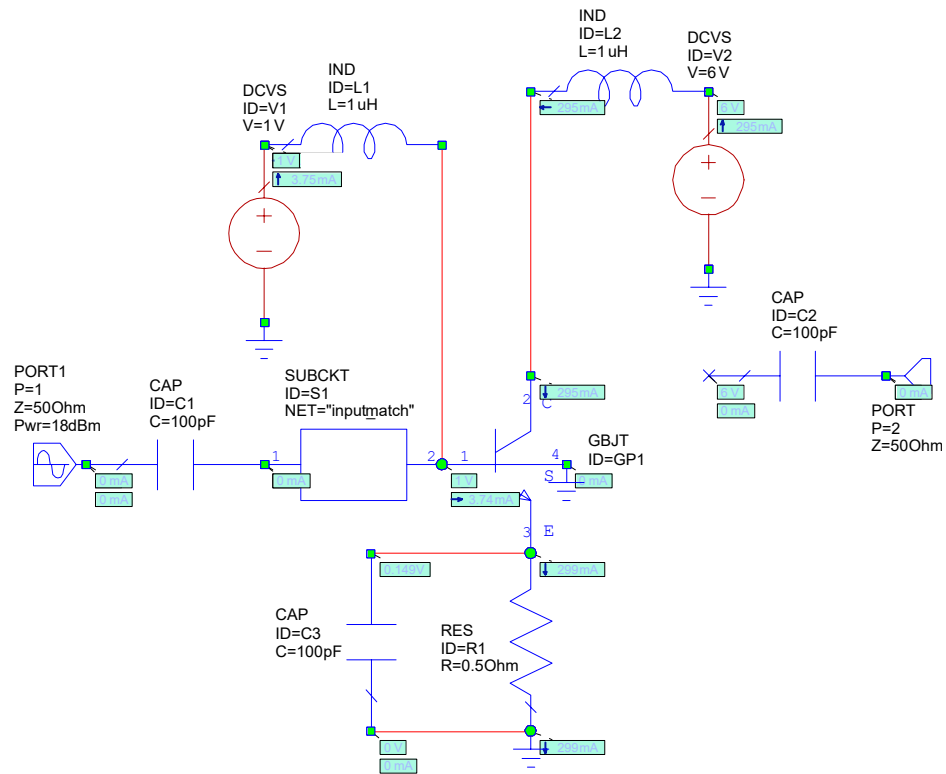 IND
ID=L2
L=1 uH
DCVS
ID=V2
V=6 V
IND
ID=L1
L=1 uH
DCVS
ID=V1
V=1 V
6 V
295mA
295mA
1 V
3.75mA
CAP
ID=C2
C=100pF
PORT1
P=1
Z=50Ohm
Pwr=18dBm
CAP
ID=C1
C=100pF
SUBCKT
ID=S1
NET="input_match"
295mA
6 V
0 mA
0 mA
PORT
P=2
Z=50Ohm
2
C
GBJT
ID=GP1
1
2
1
4
S
0 mA
0 mA
0 mA
0 mA
1 V
3.74mA
3
E
0.149V
299mA
CAP
ID=C3
C=100pF
RES
ID=R1
R=0.5Ohm
0 V
0 mA
299mA